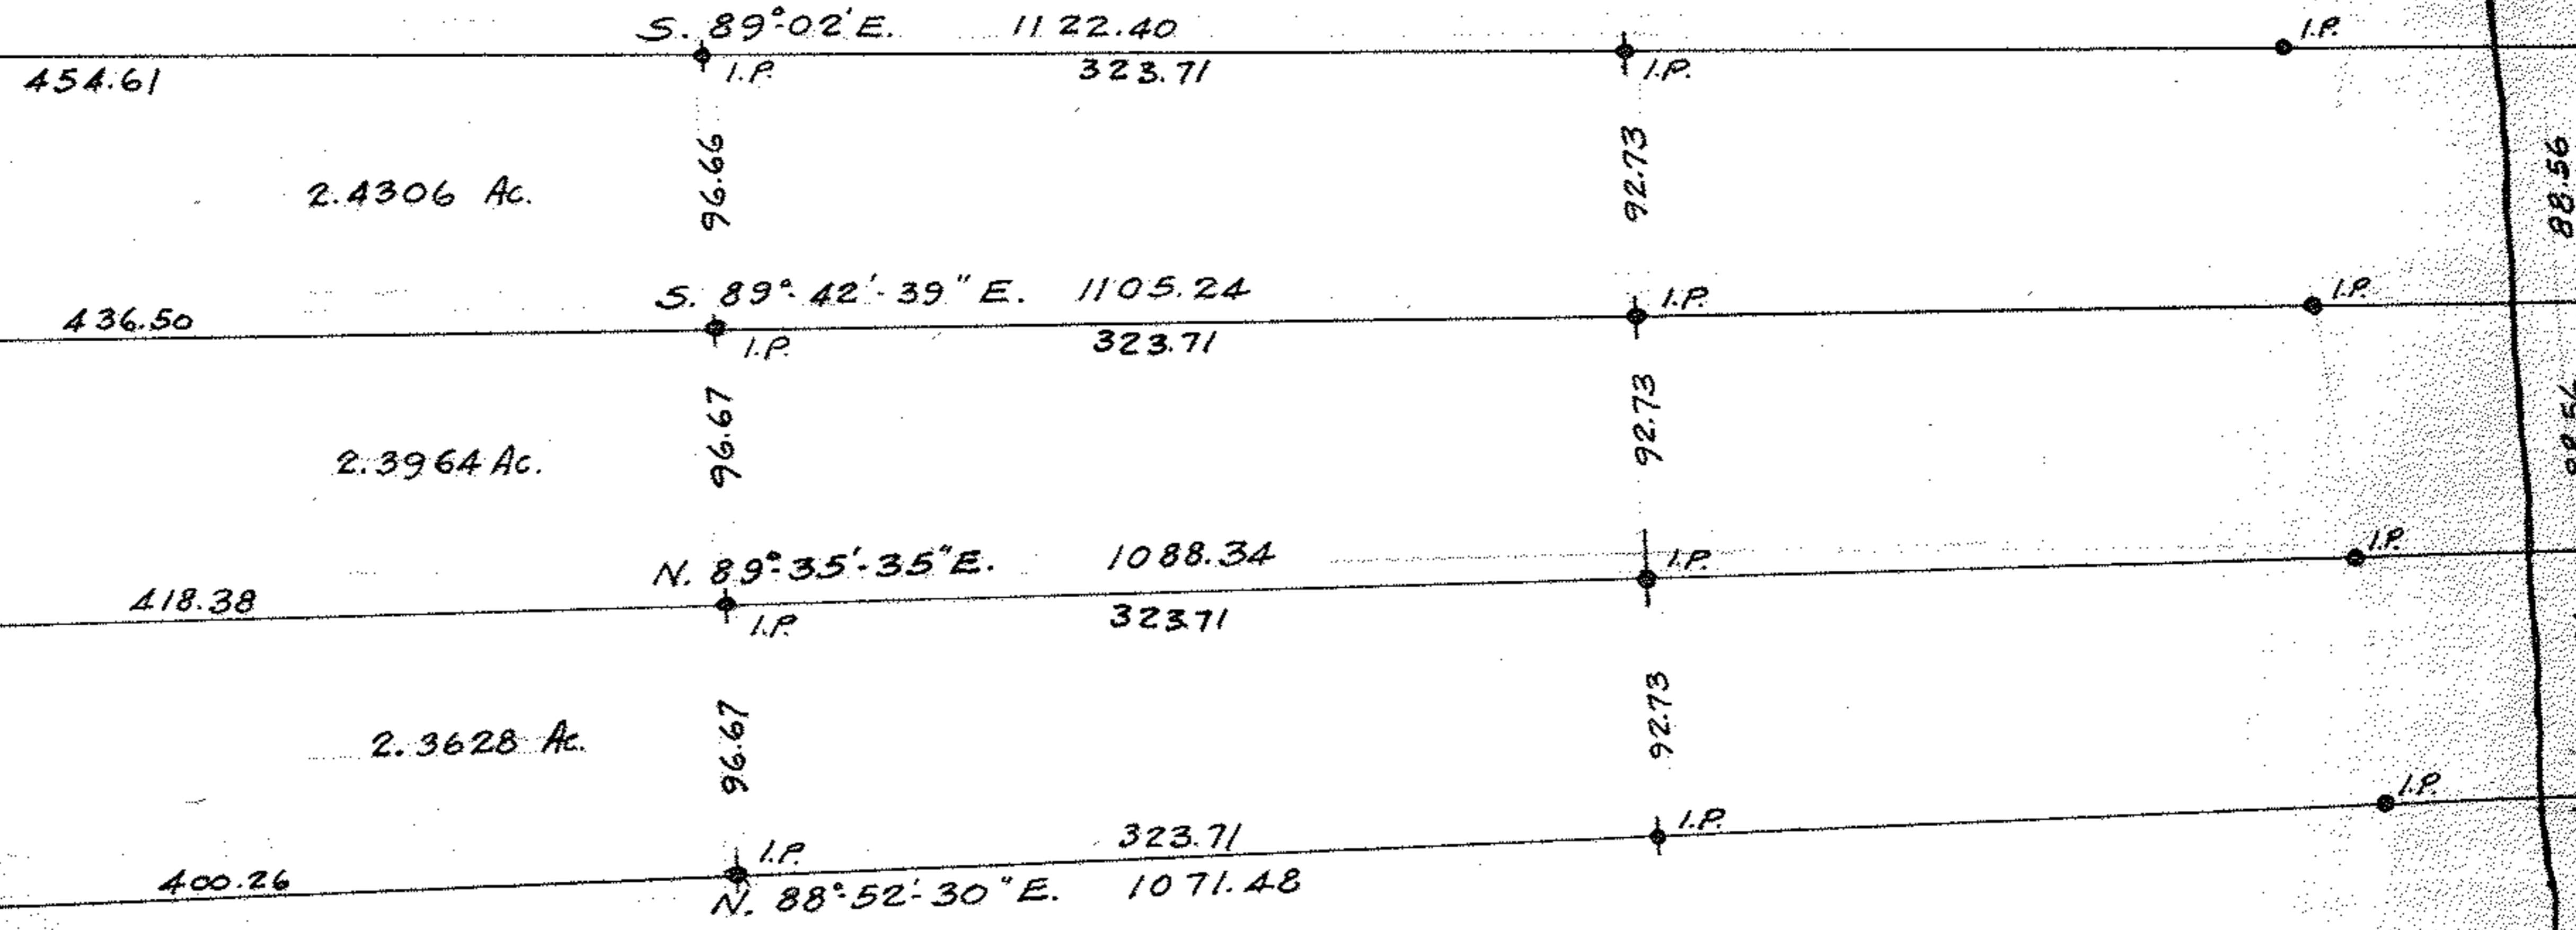 S. 89°-02' E. 1122.40
I.P.
454.61
I.P.
323.71
I.P.
96.66
92.73
88.56
2.4306 Ac.
S. 89°-42'-39" E. 1105.24
I.P.
I.P.
436.50
I.P.
323.71
96.67
92.73
88.56
2.3964 Ac.
N. 89°-35'-35" E. 1088.34
I.P.
I.P.
418.38
I.P.
323.71
96.67
92.73
2.3628 Ac.
I.P.
323.71
I.P.
I.P.
400.26
N. 88°-52'-30" E. 1071.48